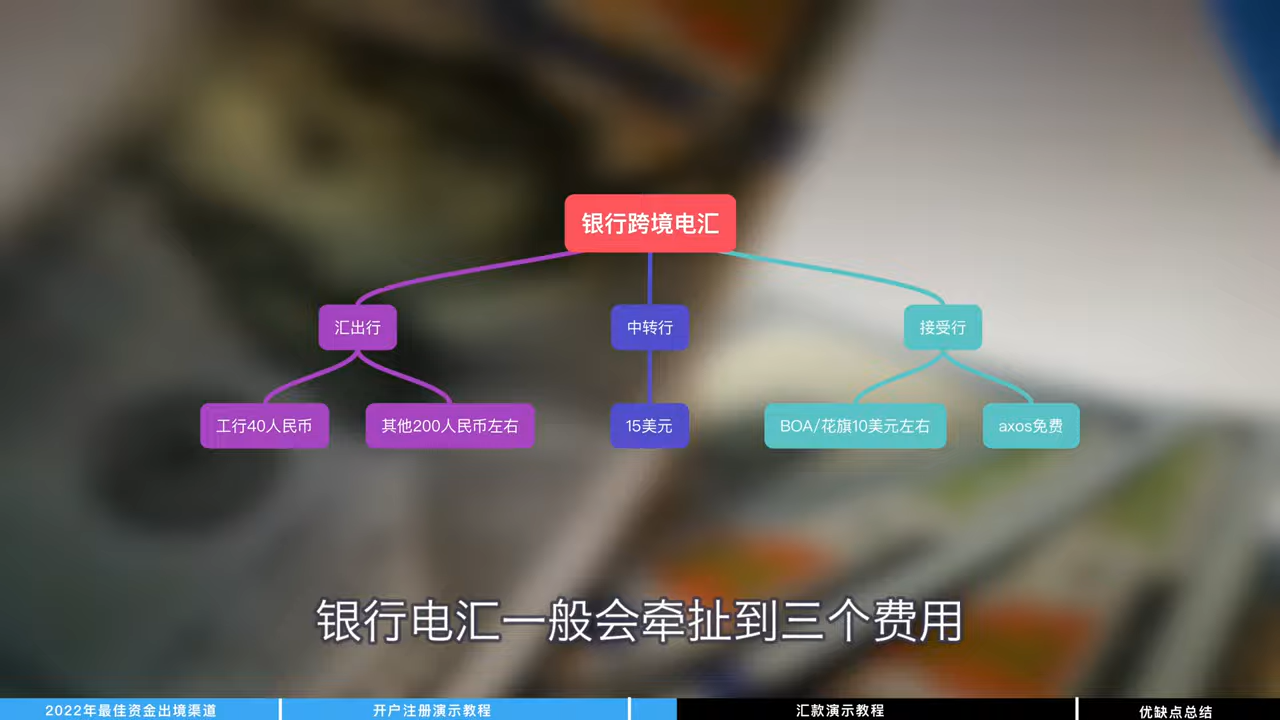 银行跨境电汇
汇出行
中转行
接受行
工行40人民币
其他200人民币左右
15美元
BOA/花旗10美元左右
axos免费
银行电汇一般会牵扯到三个费用
2022年最佳资金出境渠道
开户注册演示教程
汇款演示教程
优缺点总结